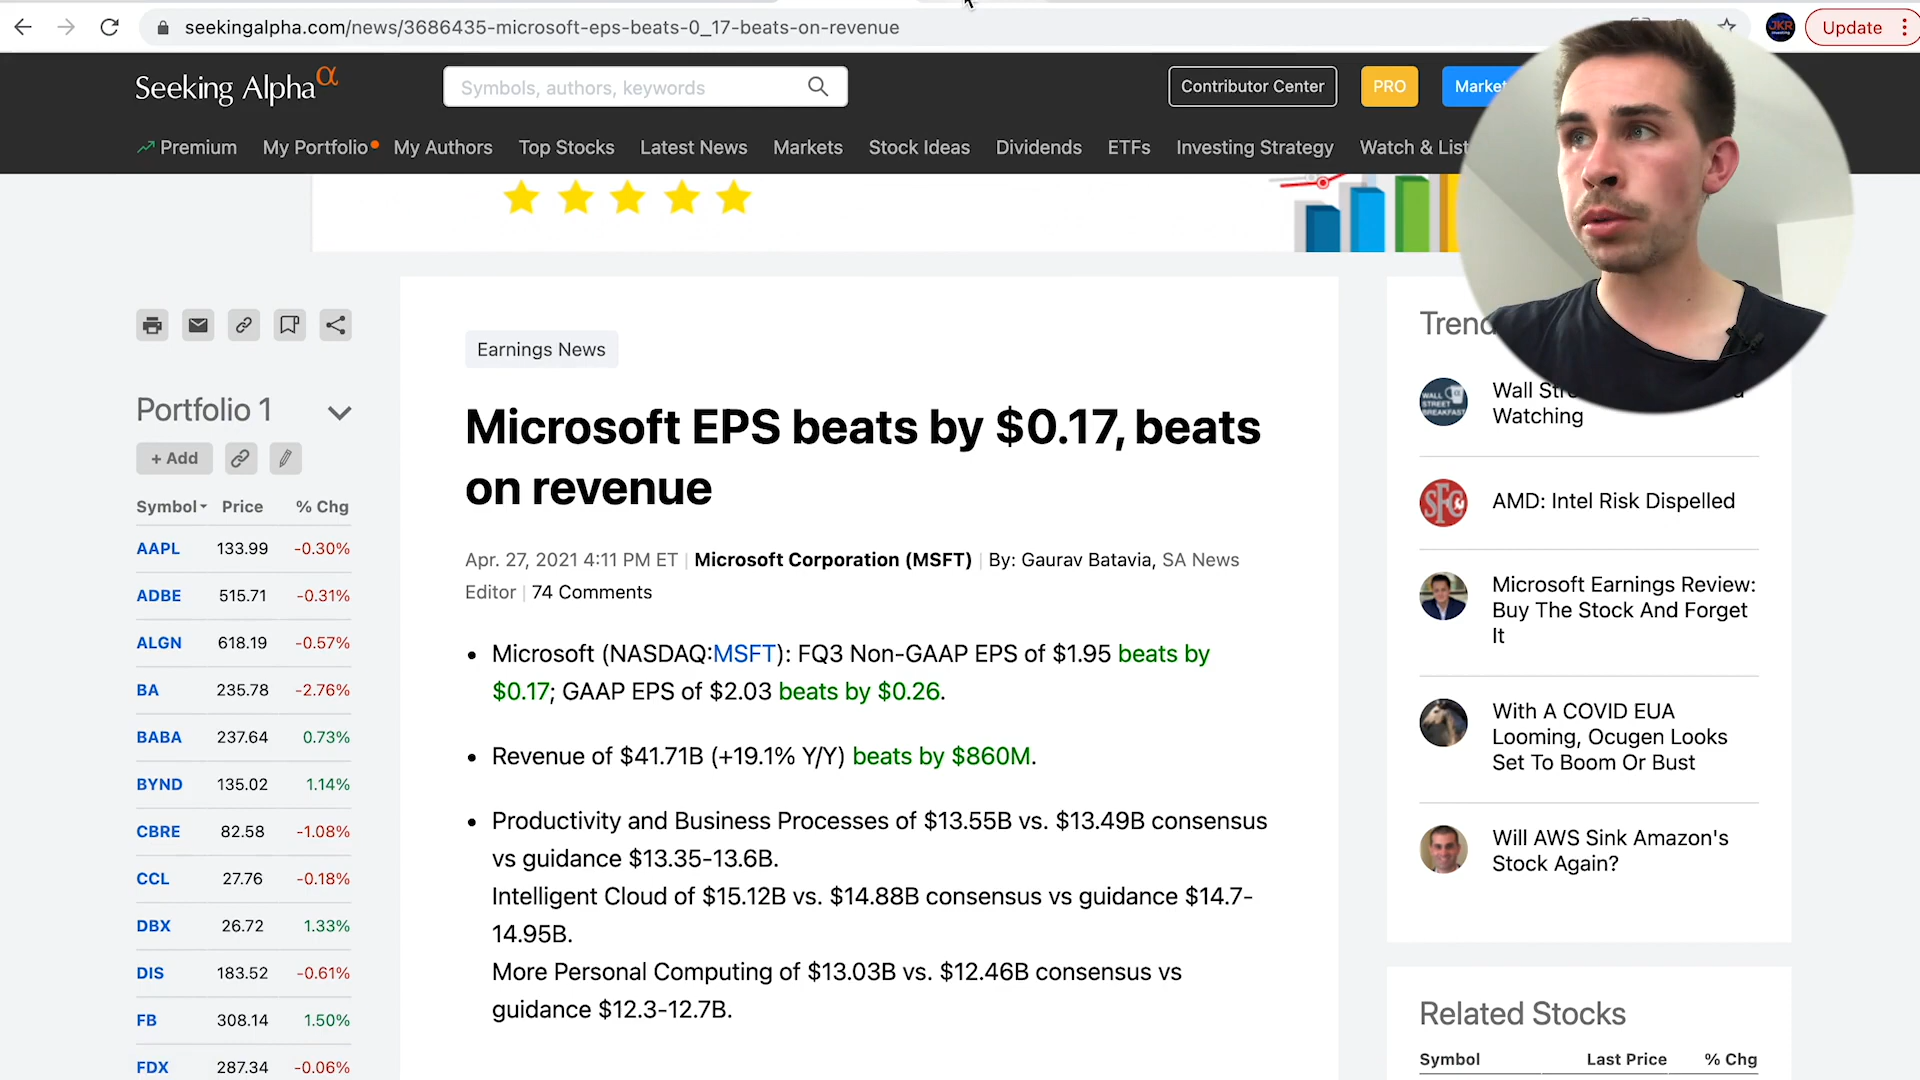 seekingalpha.com/news/3686435-microsoft-eps-beats-0_17-beats-on-revenue
JKR
Update
Seeking Alpha α
Symbols, authors, keywords
Contributor Center
PRO
Market
Premium
My Portfolio
My Authors
Top Stocks
Latest News
Markets
Stock Ideas
Dividends
ETFs
Investing Strategy
Watch & List
Portfolio 1
+ Add
Symbol Price % Chg
AAPL 133.99 -0.30%
ADBE 515.71 -0.31%
ALGN 618.19 -0.57%
BA 235.78 -2.76%
BABA 237.64 0.73%
BYND 135.02 1.14%
CBRE 82.58 -1.08%
CCL 27.76 -0.18%
DBX 26.72 1.33%
DIS 183.52 -0.61%
FB 308.14 1.50%
FDX 287.34 -0.06%
Earnings News
Microsoft EPS beats by $0.17, beats
on revenue
Apr. 27, 2021 4:11 PM ET | Microsoft Corporation (MSFT) | By: Gaurav Batavia, SA News
Editor | 74 Comments
• Microsoft (NASDAQ:MSFT): FQ3 Non-GAAP EPS of $1.95 beats by
$0.17; GAAP EPS of $2.03 beats by $0.26.
• Revenue of $41.71B (+19.1% Y/Y) beats by $860M.
• Productivity and Business Processes of $13.55B vs. $13.49B consensus
vs guidance $13.35-13.6B.
Intelligent Cloud of $15.12B vs. $14.88B consensus vs guidance $14.7-
14.95B.
More Personal Computing of $13.03B vs. $12.46B consensus vs
guidance $12.3-12.7B.
Trend
WALL
STREET
BREAKFAST
Wall Str
Watching
SFG
AMD: Intel Risk Dispelled
Microsoft Earnings Review:
Buy The Stock And Forget
It
With A COVID EUA
Looming, Ocugen Looks
Set To Boom Or Bust
Will AWS Sink Amazon's
Stock Again?
Related Stocks
Symbol Last Price % Chg